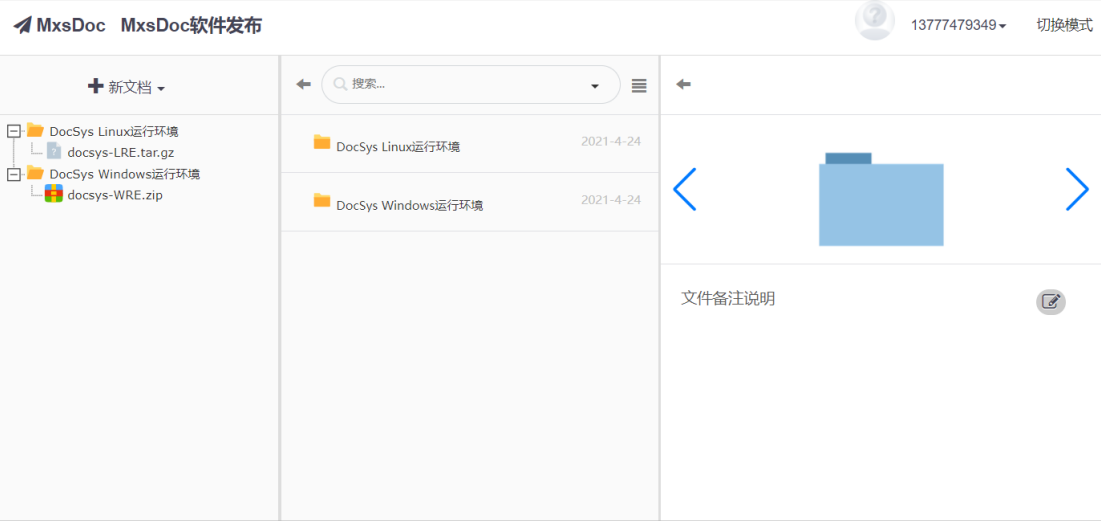 MxsDoc MxsDoc软件发布
13777479349 切换模式
新文档
DocSys Linux运行环境
docsys-LRE.tar.gz
DocSys Windows运行环境
docsys-WRE.zip
搜索...
DocSys Linux运行环境 2021-4-24
DocSys Windows运行环境 2021-4-24
文件备注说明